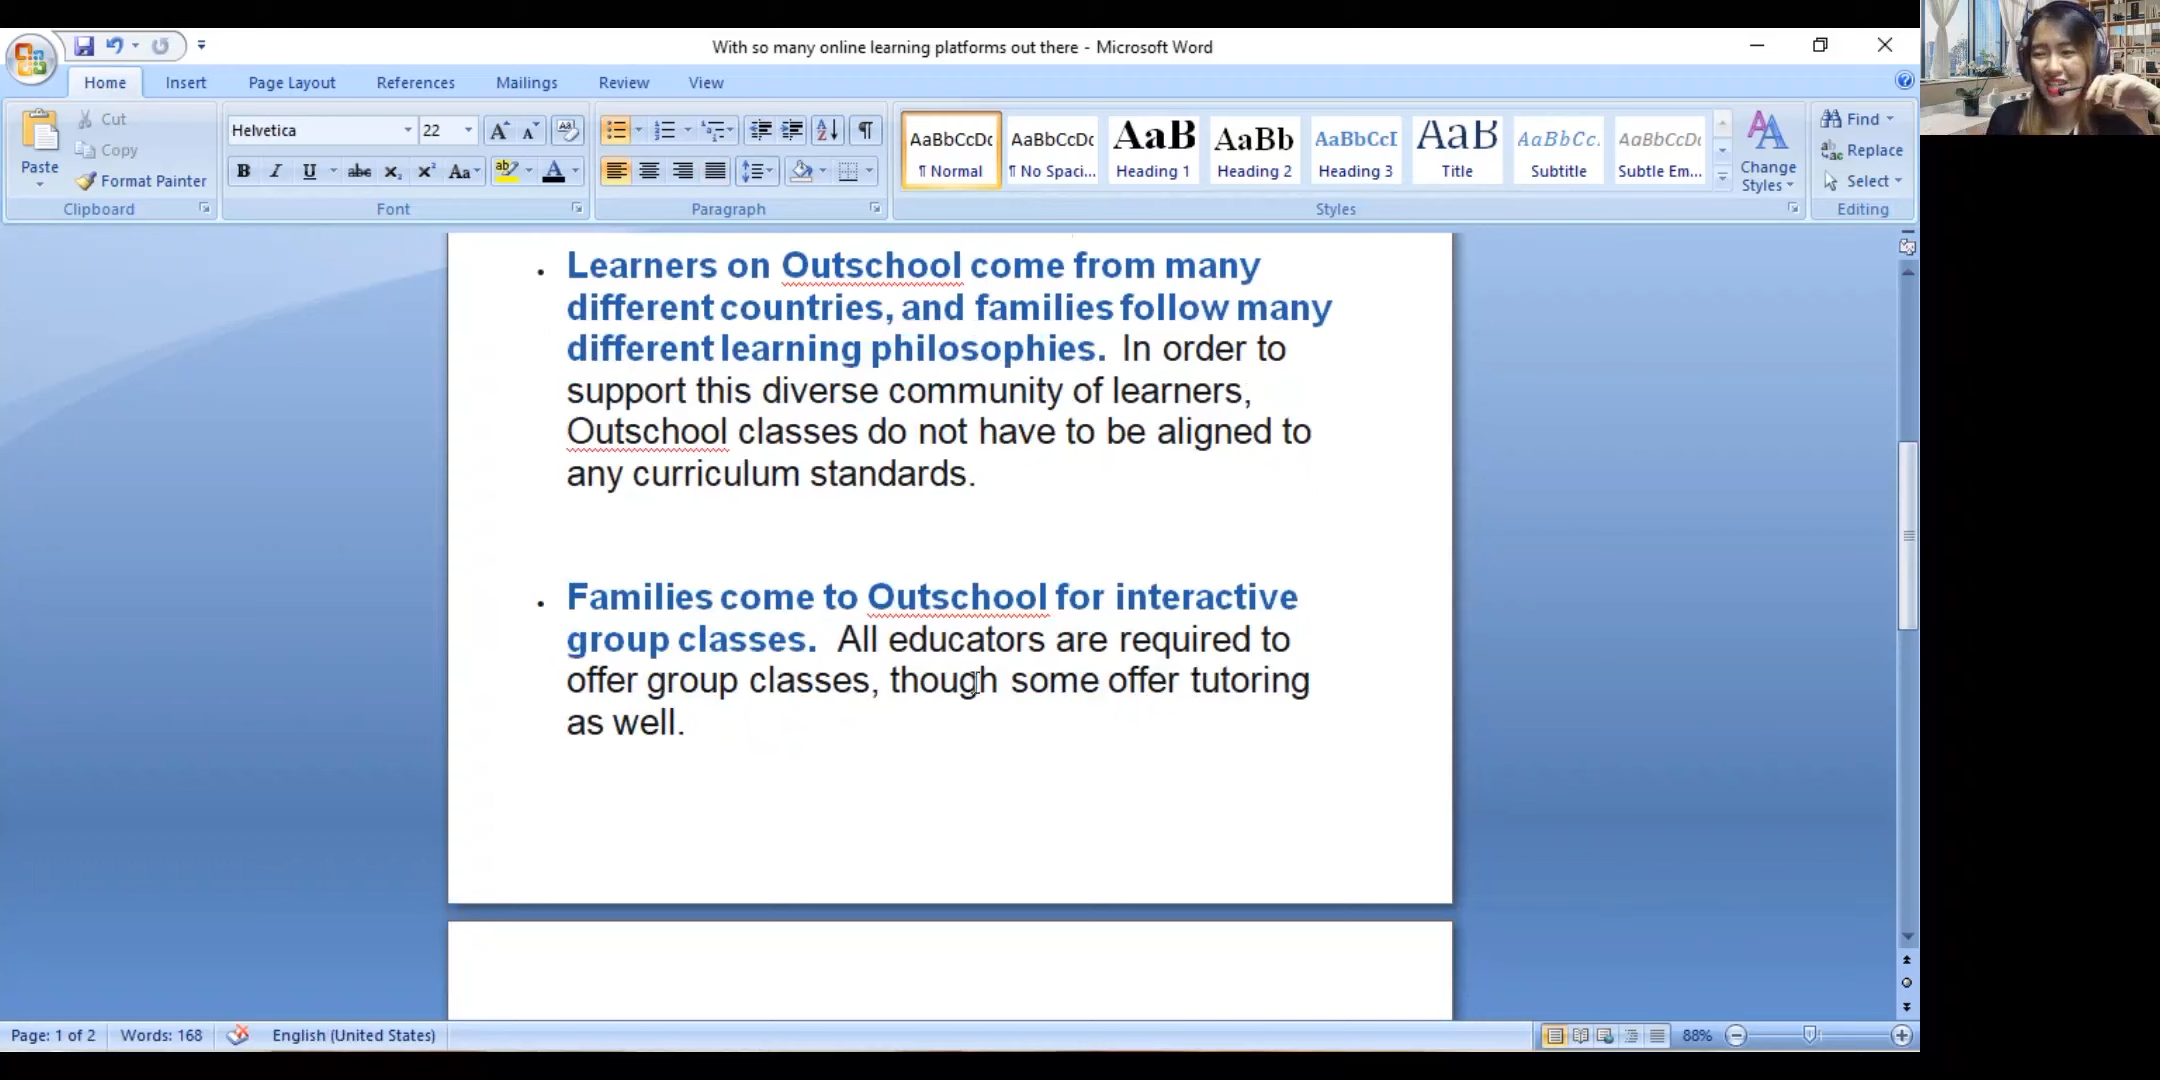 With so many online learning platforms out there - Microsoft Word
Home Insert Page Layout References Mailings Review View
Paste
Cut
Copy
Format Painter
Clipboard
Helvetica 22
B I U abc X₂ X² Aa
Font
Paragraph
AaBbCcDc AaBbCcDc AaB AaBb AaBbCcI AaB AaBbCc. AaBbCcDc
¶ Normal ¶ No Spaci... Heading 1 Heading 2 Heading 3 Title Subtitle Subtle Em...
Styles
Change
Styles
Find
Replace
Select
Editing
• Learners on Outschool come from many
different countries, and families follow many
different learning philosophies. In order to
support this diverse community of learners,
Outschool classes do not have to be aligned to
any curriculum standards.
• Families come to Outschool for interactive
group classes. All educators are required to
offer group classes, though some offer tutoring
as well.
Page: 1 of 2 Words: 168 English (United States) 88%